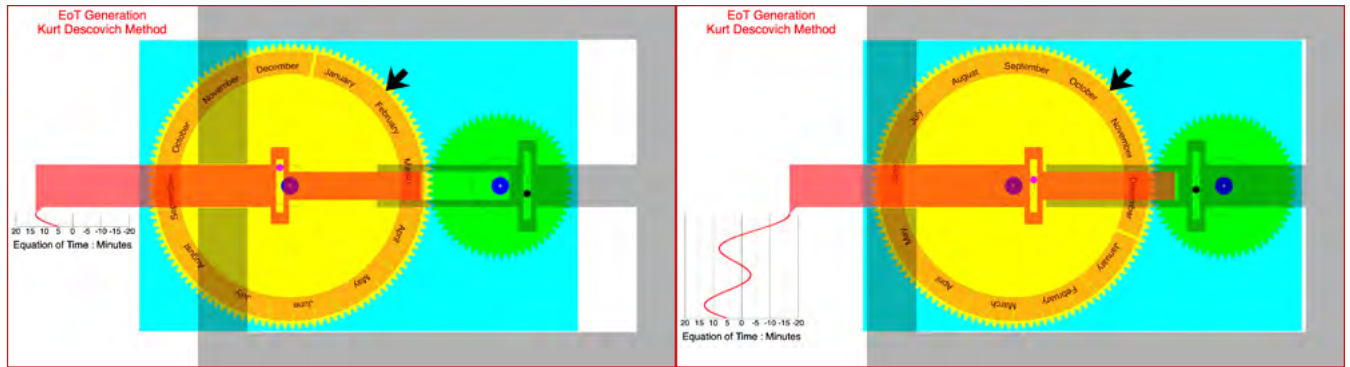 EoT Generation
Kurt Descovich Method
December
January
February
March
April
May
June
July
August
October
November
20 15 10 5 0 -5 -10 -15 -20
Equation of Time : Minutes
EoT Generation
Kurt Descovich Method
September
October
November
December
January
February
March
April
May
July
August
20 15 10 5 0 -5 -10 -15 -20
Equation of Time : Minutes